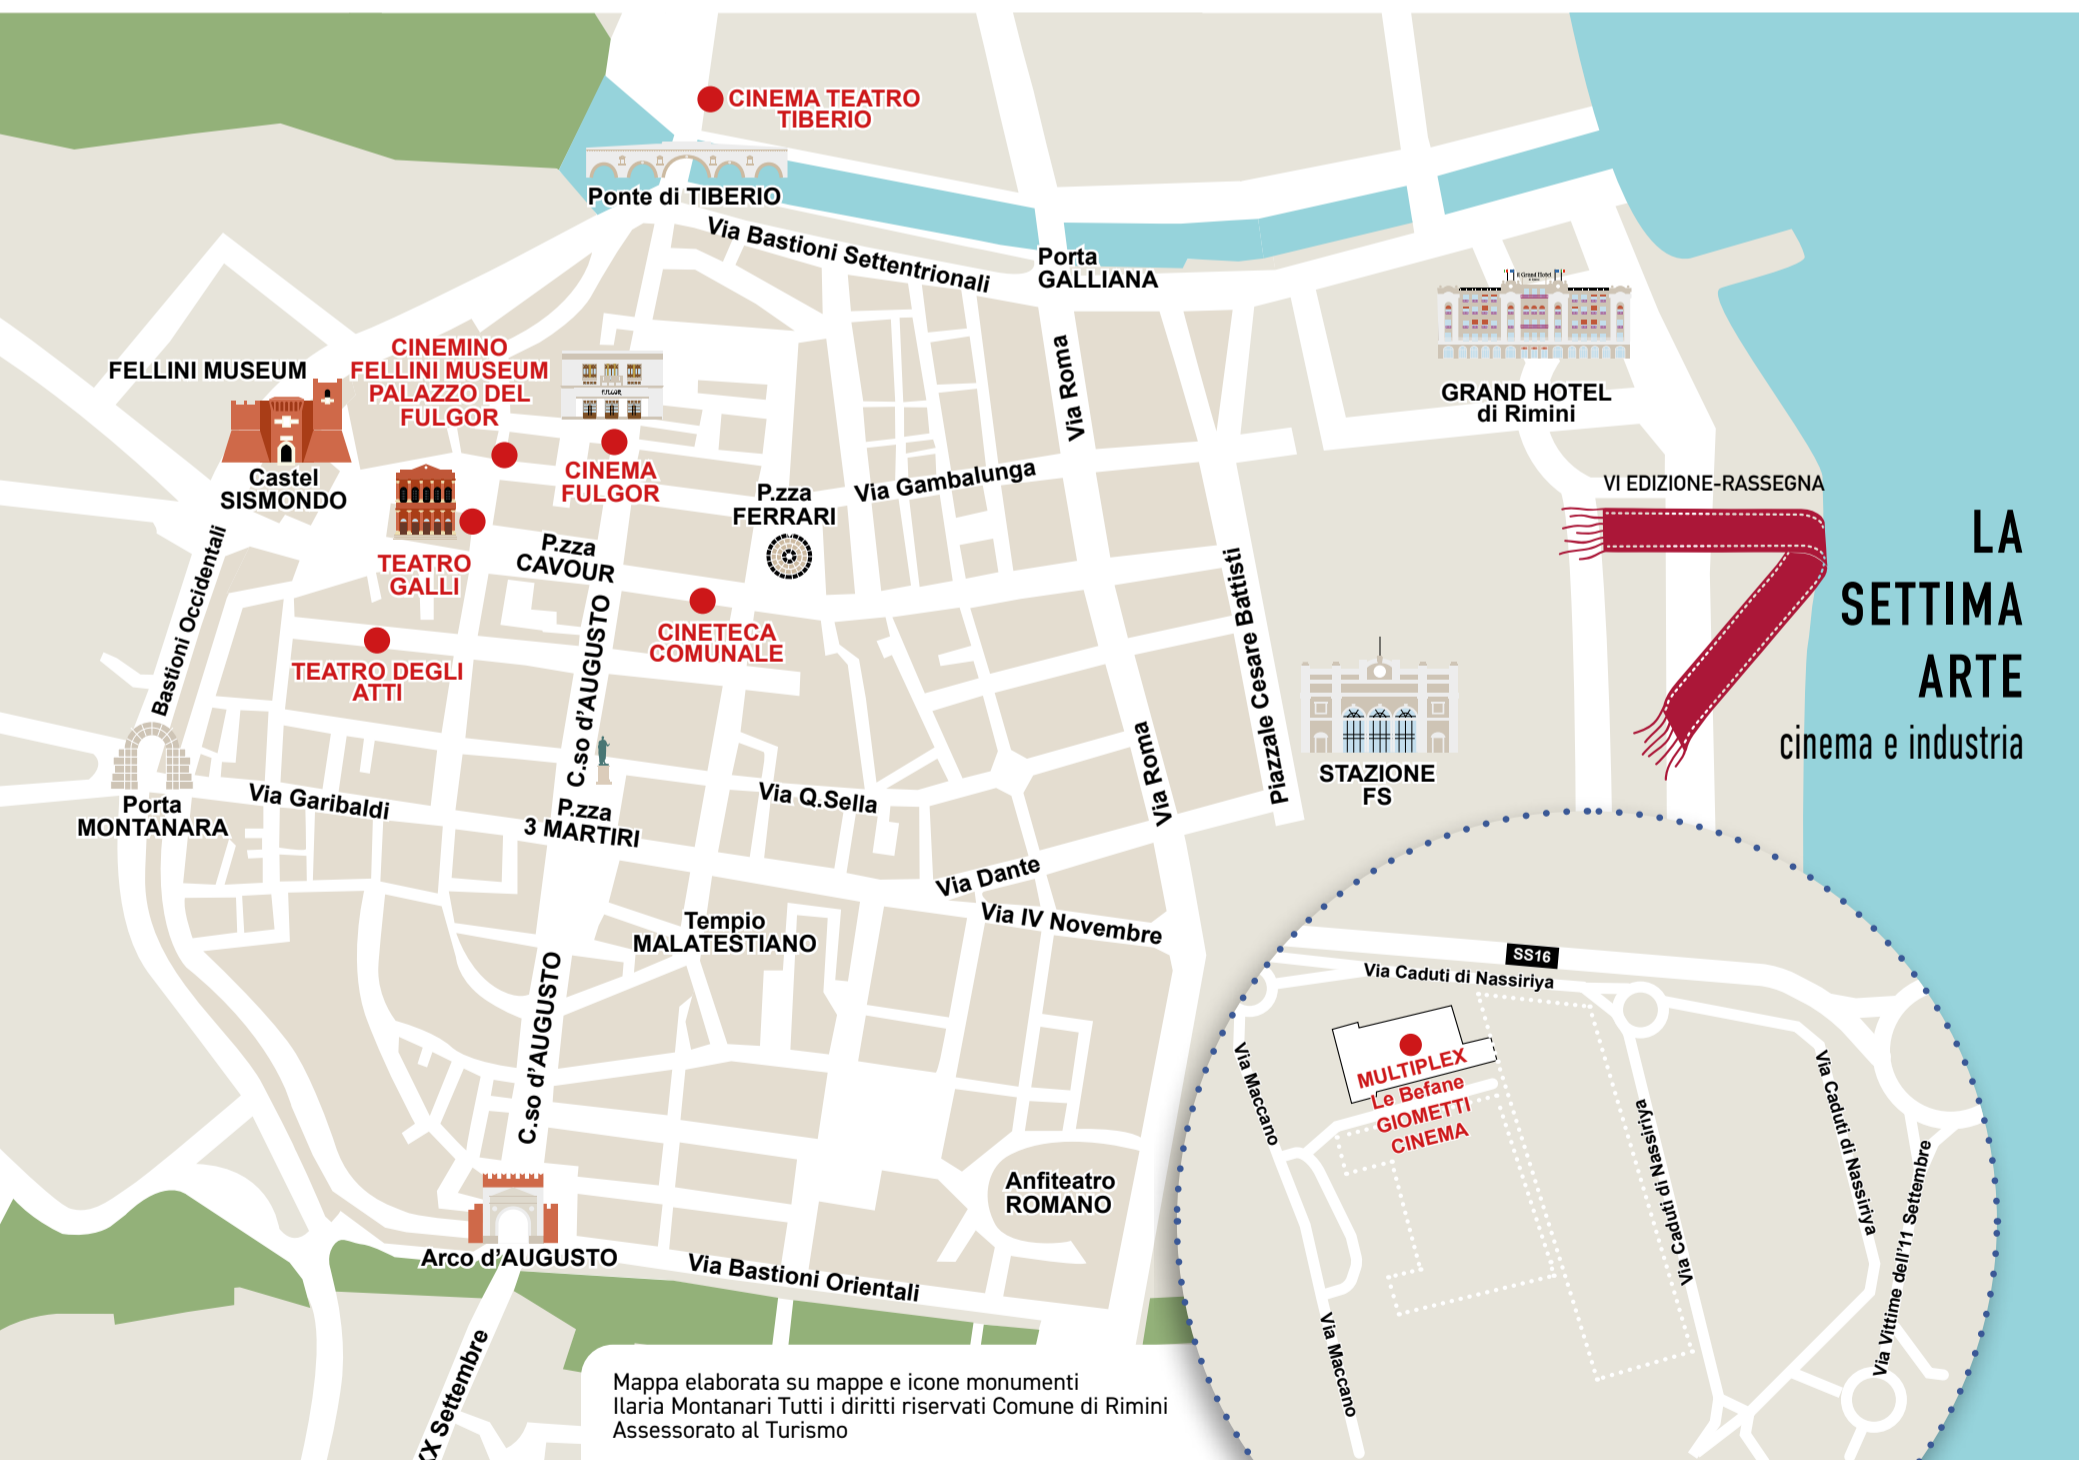 CINEMA TEATRO
TIBERIO
Ponte di TIBERIO
Via Bastioni Settentrionali
Porta
GALLIANA
Il Grand Hotel
GRAND HOTEL
di Rimini
FELLINI MUSEUM
CINEMINO
FELLINI MUSEUM
PALAZZO DEL
FULGOR
FULGOR
Castel
SISMONDO
CINEMA
FULGOR
Via Roma
Via Gambalunga
P.zza
FERRARI
TEATRO
GALLI
P.zza
CAVOUR
Bastioni Occidentali
CINETECA
COMUNALE
TEATRO DEGLI
ATTI
C.so d'AUGUSTO
Piazzale Cesare Battisti
STAZIONE
FS
VI EDIZIONE-RASSEGNA
LA
SETTIMA
ARTE
cinema e industria
Porta
MONTANARA
Via Garibaldi
P.zza
3 MARTIRI
Via Q.Sella
Via Roma
Via Dante
Via IV Novembre
Tempio
MALATESTIANO
C.so d'AUGUSTO
Anfiteatro
ROMANO
Arco d'AUGUSTO
Via Bastioni Orientali
XX Settembre
SS16
Via Caduti di Nassiriya
Via Maccano
MULTIPLEX
Le Befane
GIOMETTI
CINEMA
Via Caduti di Nassiriya
Via Caduti di Nassiriya
Via Vittime dell'11 Settembre
Via Maccano
Mappa elaborata su mappe e icone monumenti
Ilaria Montanari Tutti i diritti riservati Comune di Rimini
Assessorato al Turismo